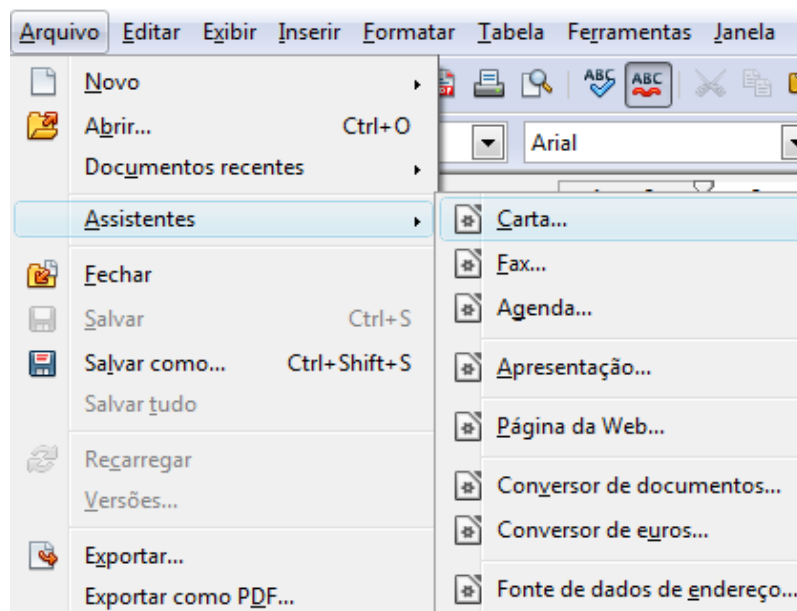 Arquivo Editar Exibir Inserir Formatar Tabela Ferramentas Janela
Novo
ABC ABC
Abrir... Ctrl+O
Arial
Documentos recentes
Assistentes
Carta...
Fax...
Fechar
Agenda...
Salvar Ctrl+S
Salvar como... Ctrl+Shift+S
Apresentação...
Salvar tudo
Página da Web...
Recarregar
Conversor de documentos...
Versões...
Conversor de euros...
Exportar...
Exportar como PDF...
Fonte de dados de endereço...